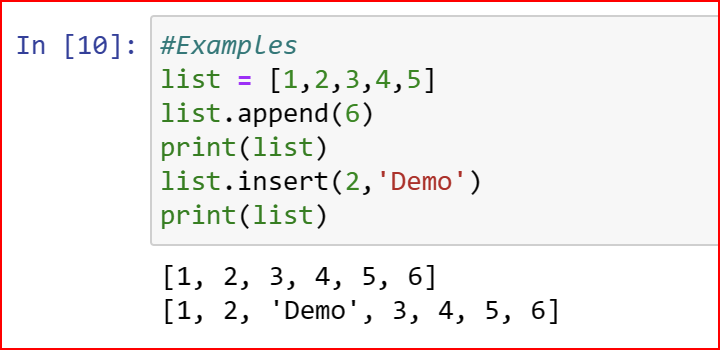 In [10]: #Examples
list = [1,2,3,4,5]
list.append(6)
print(list)
list.insert(2,'Demo')
print(list)
[1, 2, 3, 4, 5, 6]
[1, 2, 'Demo', 3, 4, 5, 6]